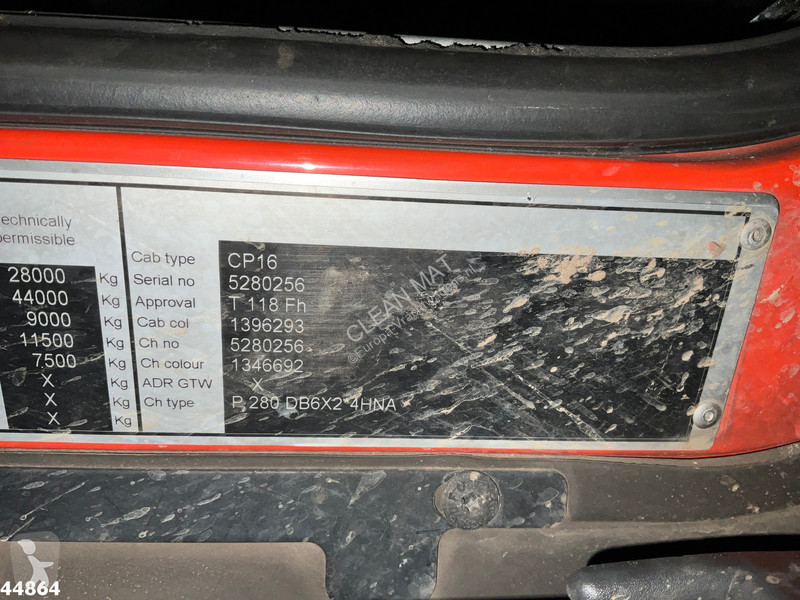 echnically
ermissible
28000 Kg
44000 Kg
9000 Kg
11500 Kg
7500 Kg
X Kg
X Kg
X Kg
Cab type CP16
Serial no 5280256
Approval T 118 Fh
Cab col 1396293
Ch no 5280256
Ch colour 1346692
ADR GTW X
Ch type P 280 DB6X2*4HNA
CLEAN MAT
44864